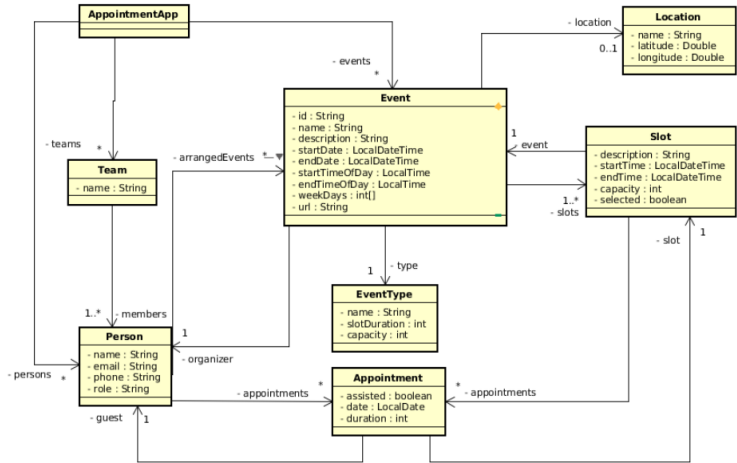 AppointmentApp
Location
- name : String
- latitude : Double
- longitude : Double
- location
0..1
- events
*
Event
- id : String
- name : String
- description : String
- startDate : LocalDateTime
- endDate : LocalDateTime
- startTimeOfDay : LocalTime
- endTimeOfDay : LocalTime
- weekDays : int[]
- url : String
1
- event
Slot
- description : String
- startTime : LocalDateTime
- endTime : LocalDateTime
- capacity : int
- selected : boolean
1..*
- slots
- teams
*
- arrangedEvents
*
Team
- name : String
- slot
1
1
- type
EventType
- name : String
- slotDuration : int
- capacity : int
1..*
- members
Person
- name : String
- email : String
- phone : String
- role : String
1
- organizer
- persons
*
- appointments
*
Appointment
- assisted : boolean
- date : LocalDate
- duration : int
*
- appointments
- guest
1